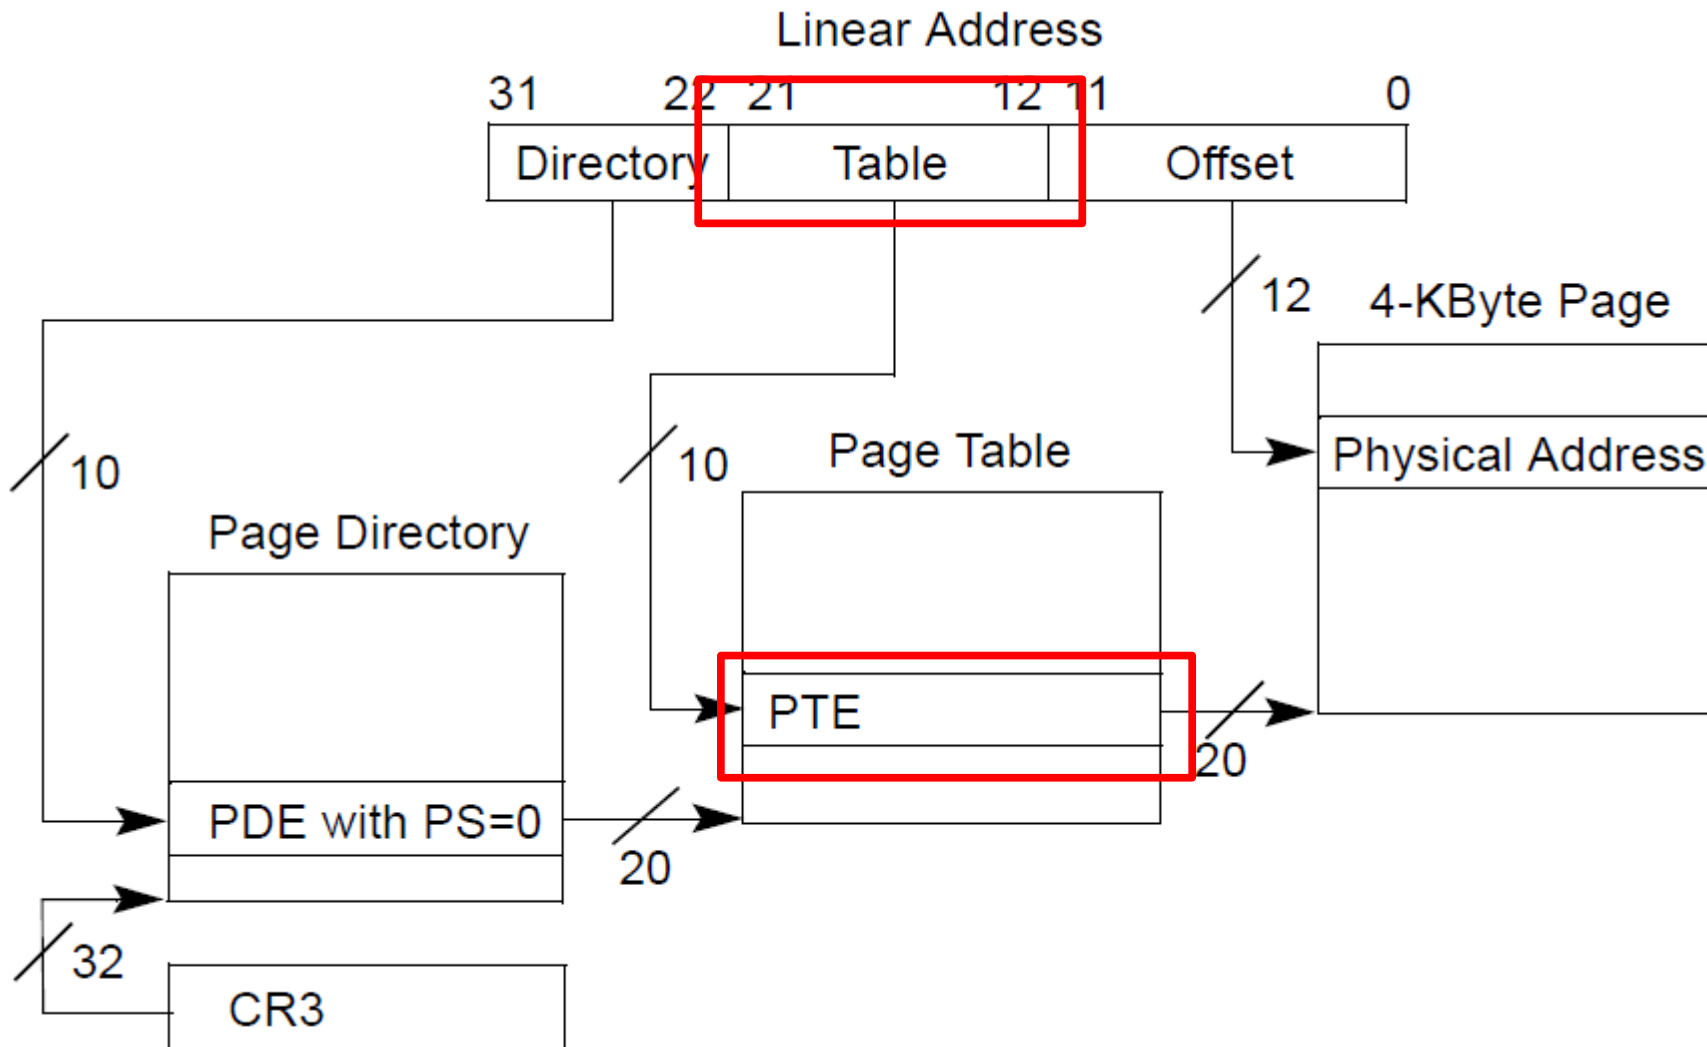 Linear Address
31 22 21 12 11 0
Directory Table Offset
12
4-KByte Page
10
10
Page Table
Physical Address
Page Directory
PTE
20
PDE with PS=0
20
32
CR3